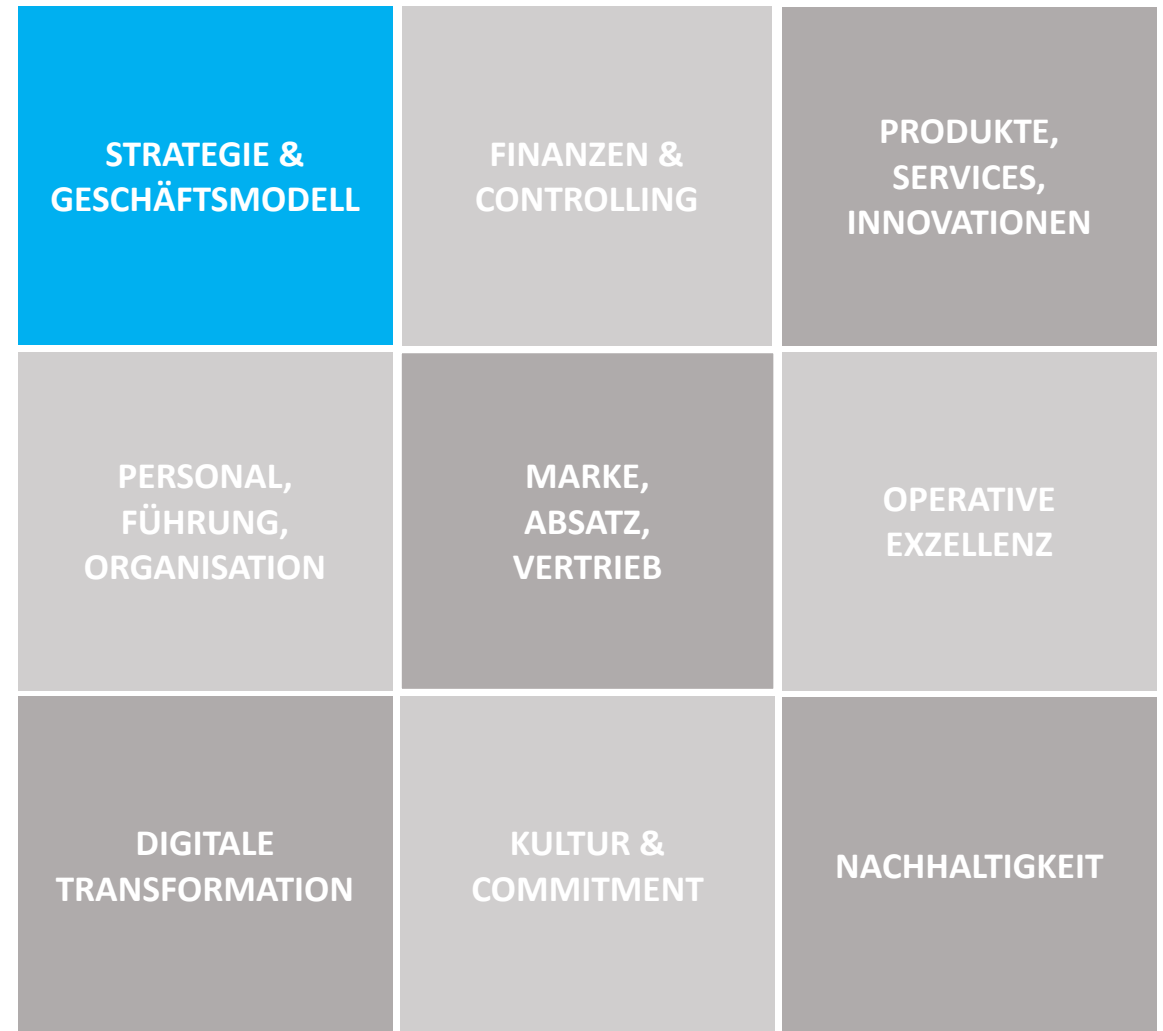 STRATEGIE &
GESCHÄFTSMODELL
FINANZEN &
CONTROLLING
PRODUKTE,
SERVICES,
INNOVATIONEN
PERSONAL,
FÜHRUNG,
ORGANISATION
MARKE,
ABSATZ,
VERTRIEB
OPERATIVE
EXZELLENZ
DIGITALE
TRANSFORMATION
KULTUR &
COMMITMENT
NACHHALTIGKEIT